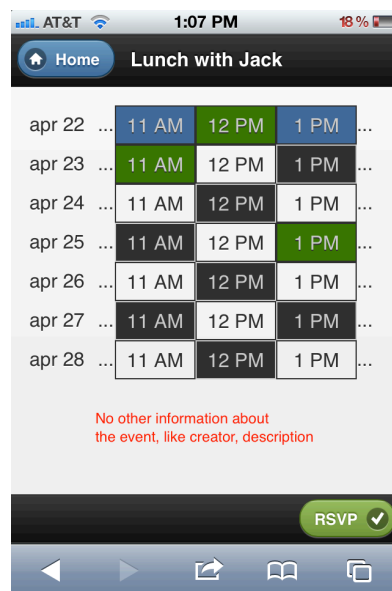 AT&T 1:07 PM 18%
Home Lunch with Jack
apr 22 ... 11 AM 12 PM 1 PM ...
apr 23 ... 11 AM 12 PM 1 PM ...
apr 24 ... 11 AM 12 PM 1 PM ...
apr 25 ... 11 AM 12 PM 1 PM ...
apr 26 ... 11 AM 12 PM 1 PM ...
apr 27 ... 11 AM 12 PM 1 PM ...
apr 28 ... 11 AM 12 PM 1 PM ...
No other information about
the event, like creator, description
RSVP